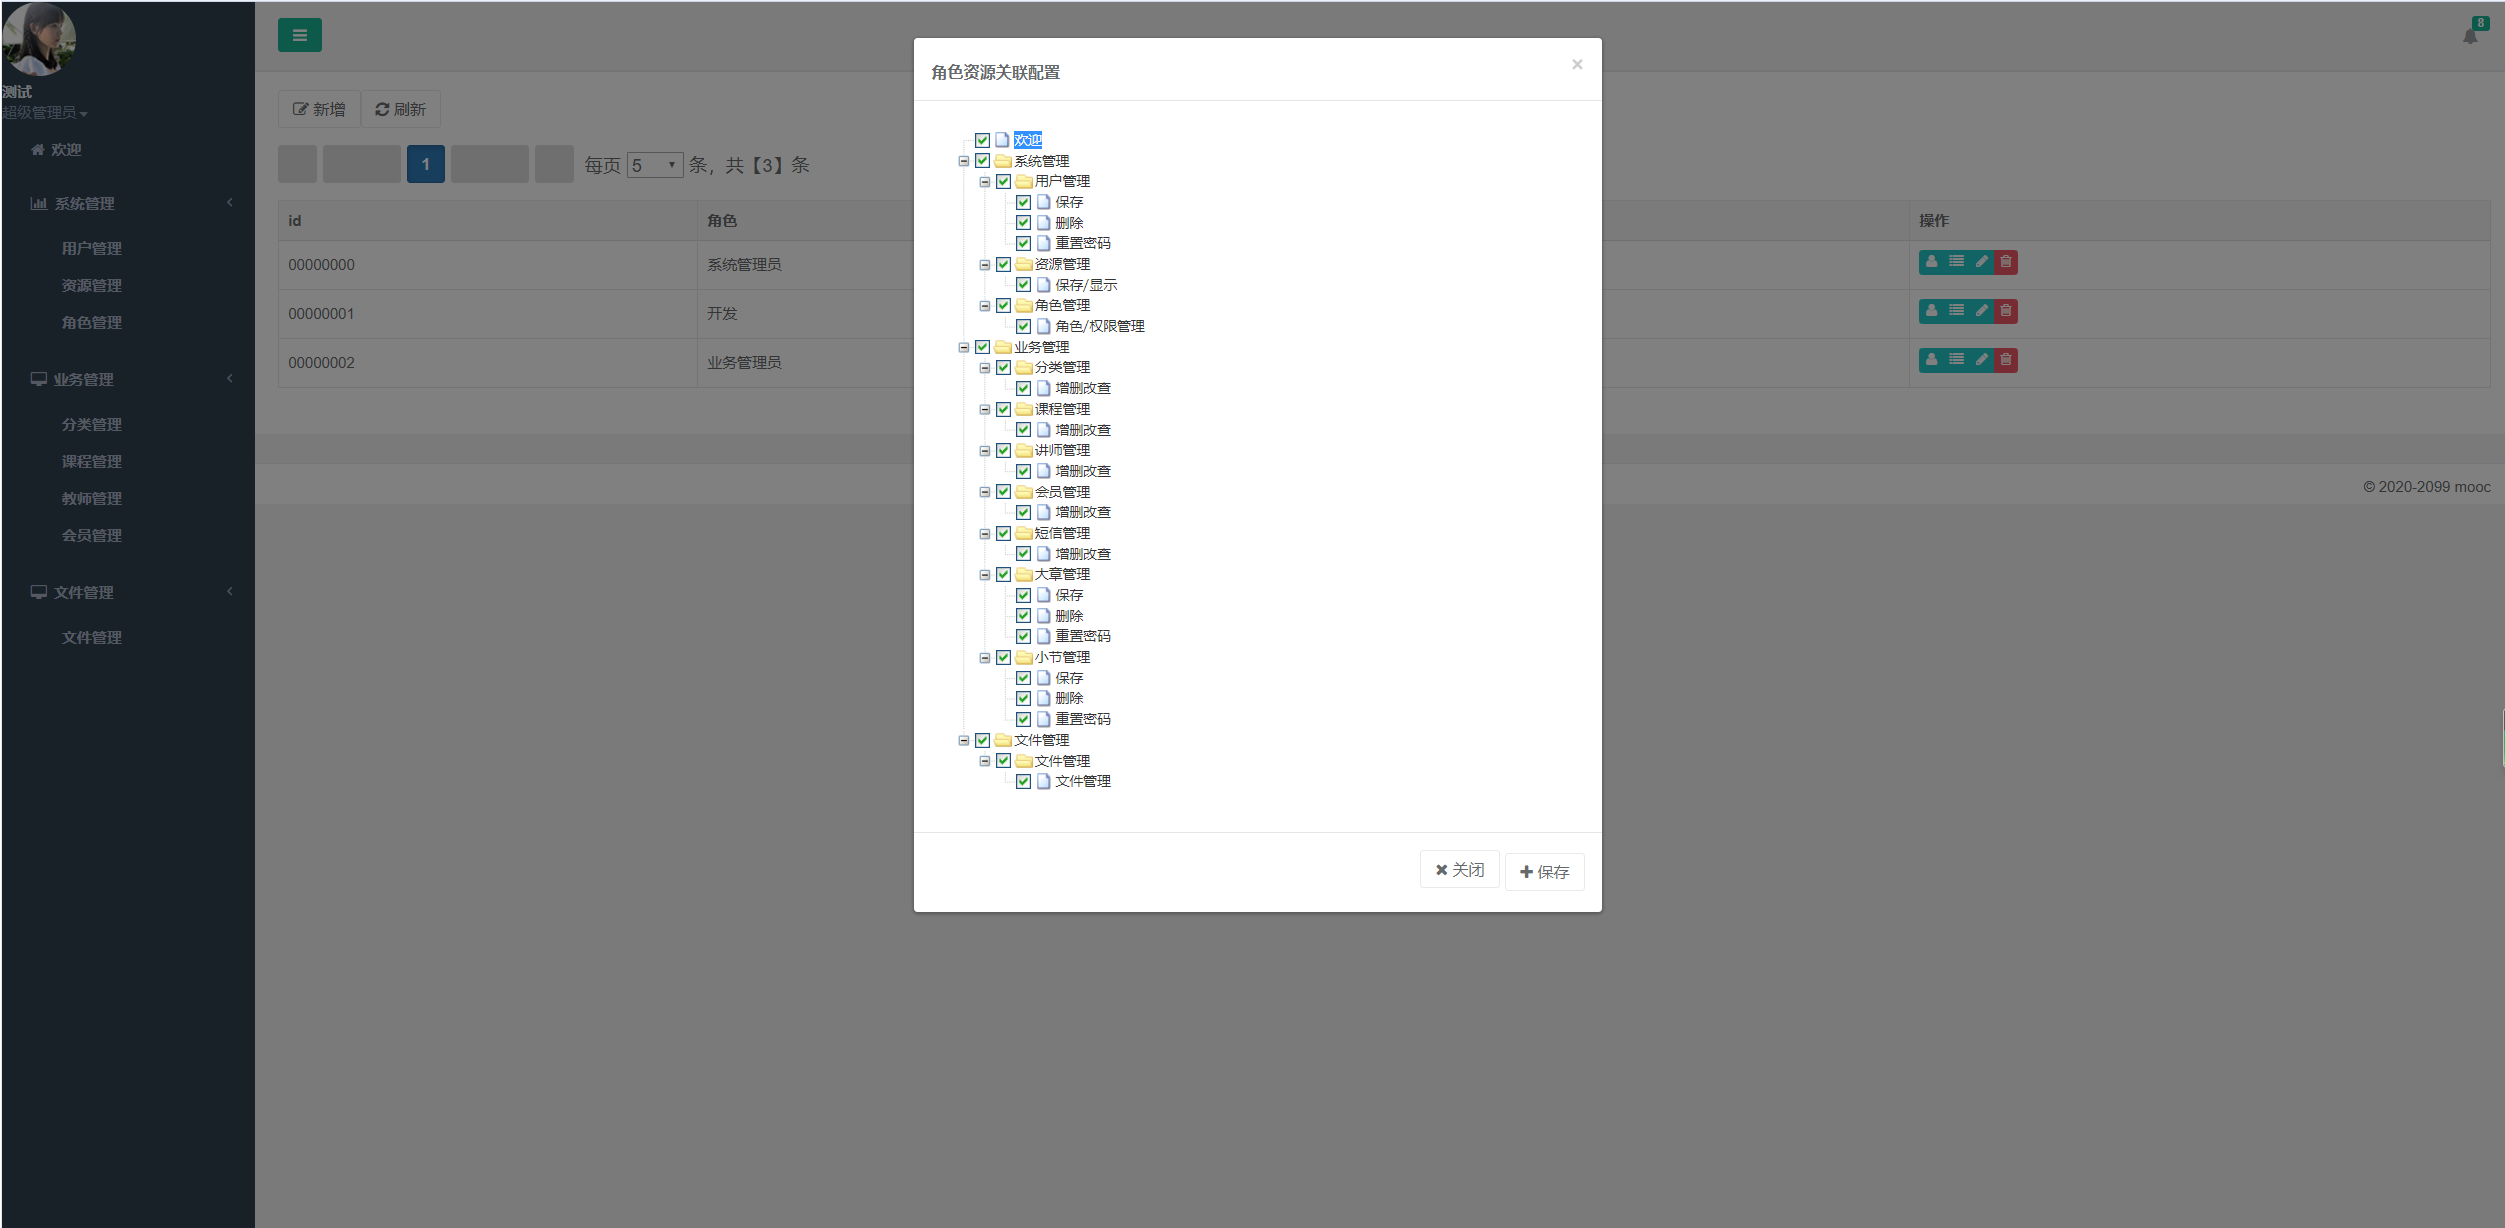 测试
超级管理员
欢迎
系统管理
用户管理
资源管理
角色管理
业务管理
分类管理
课程管理
教师管理
会员管理
文件管理
文件管理
8
新增 刷新
1 每页 5 条，共【3】条
id 角色 操作
00000000 系统管理员
00000001 开发
00000002 业务管理员
© 2020-2099 mooc
角色资源关联配置 ×
欢迎
系统管理
用户管理
保存
删除
重置密码
资源管理
保存/显示
角色管理
角色/权限管理
业务管理
分类管理
增删改查
课程管理
增删改查
讲师管理
增删改查
会员管理
增删改查
短信管理
增删改查
大章管理
保存
删除
重置密码
小节管理
保存
删除
重置密码
文件管理
文件管理
文件管理
关闭 保存